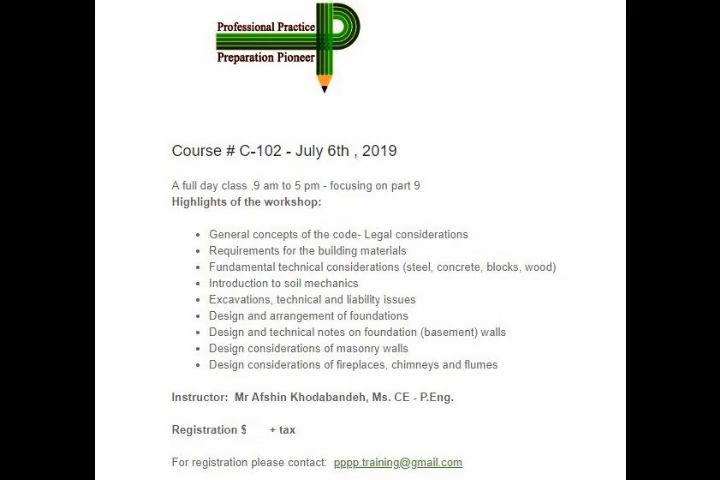 Professional Practice
Preparation Pioneer
Course # C-102 - July 6th , 2019
A full day class ,9 am to 5 pm - focusing on part 9
Highlights of the workshop:
• General concepts of the code- Legal considerations
• Requirements for the building materials
• Fundamental technical considerations (steel, concrete, blocks, wood)
• Introduction to soil mechanics
• Excavations, technical and liability issues
• Design and arrangement of foundations
• Design and technical notes on foundation (basement) walls
• Design considerations of masonry walls
• Design considerations of fireplaces, chimneys and flumes
Instructor: Mr Afshin Khodabandeh, Ms. CE - P.Eng.
Registration $ + tax
For registration please contact: pppp.training@gmail.com